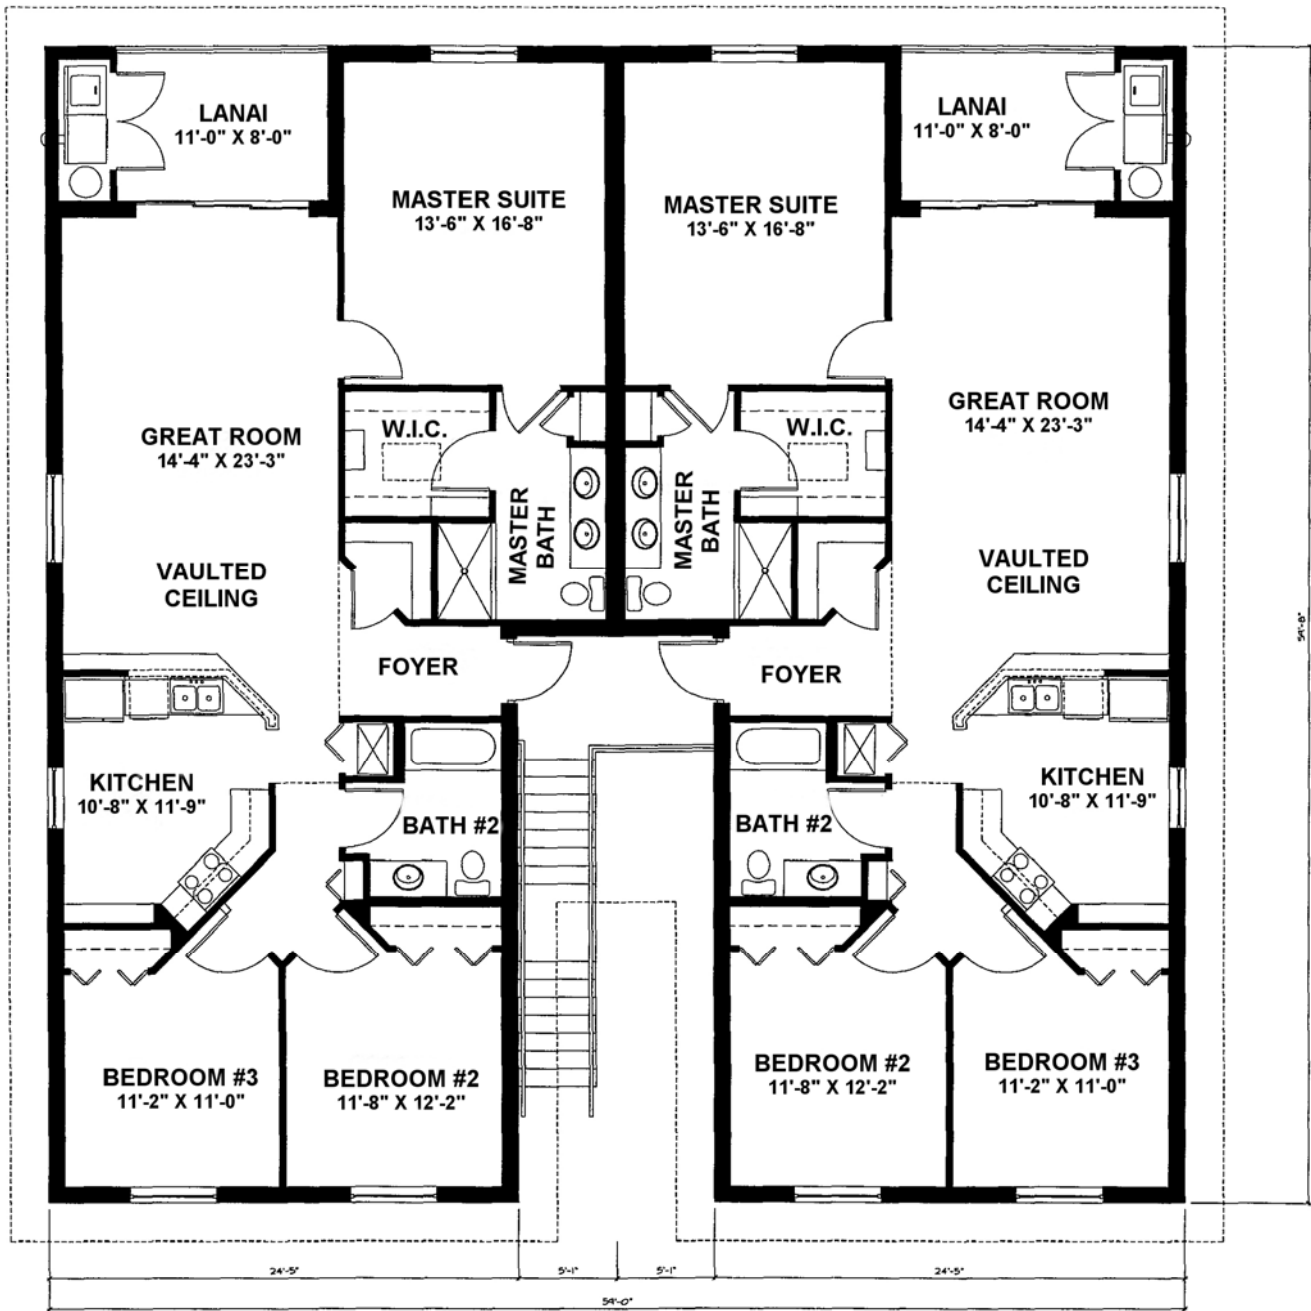 LANAI
11'-0" X 8'-0"
LANAI
11'-0" X 8'-0"
MASTER SUITE
13'-6" X 16'-8"
MASTER SUITE
13'-6" X 16'-8"
GREAT ROOM
14'-4" X 23'-3"
W.I.C.
W.I.C.
GREAT ROOM
14'-4" X 23'-3"
MASTER
BATH
MASTER
BATH
VAULTED
CEILING
VAULTED
CEILING
54'-8"
FOYER
FOYER
KITCHEN
10'-8" X 11'-9"
BATH #2
BATH #2
KITCHEN
10'-8" X 11'-9"
BEDROOM #3
11'-2" X 11'-0"
BEDROOM #2
11'-8" X 12'-2"
BEDROOM #2
11'-8" X 12'-2"
BEDROOM #3
11'-2" X 11'-0"
24'-5"
5'-1"
5'-1"
24'-5"
59'-0"